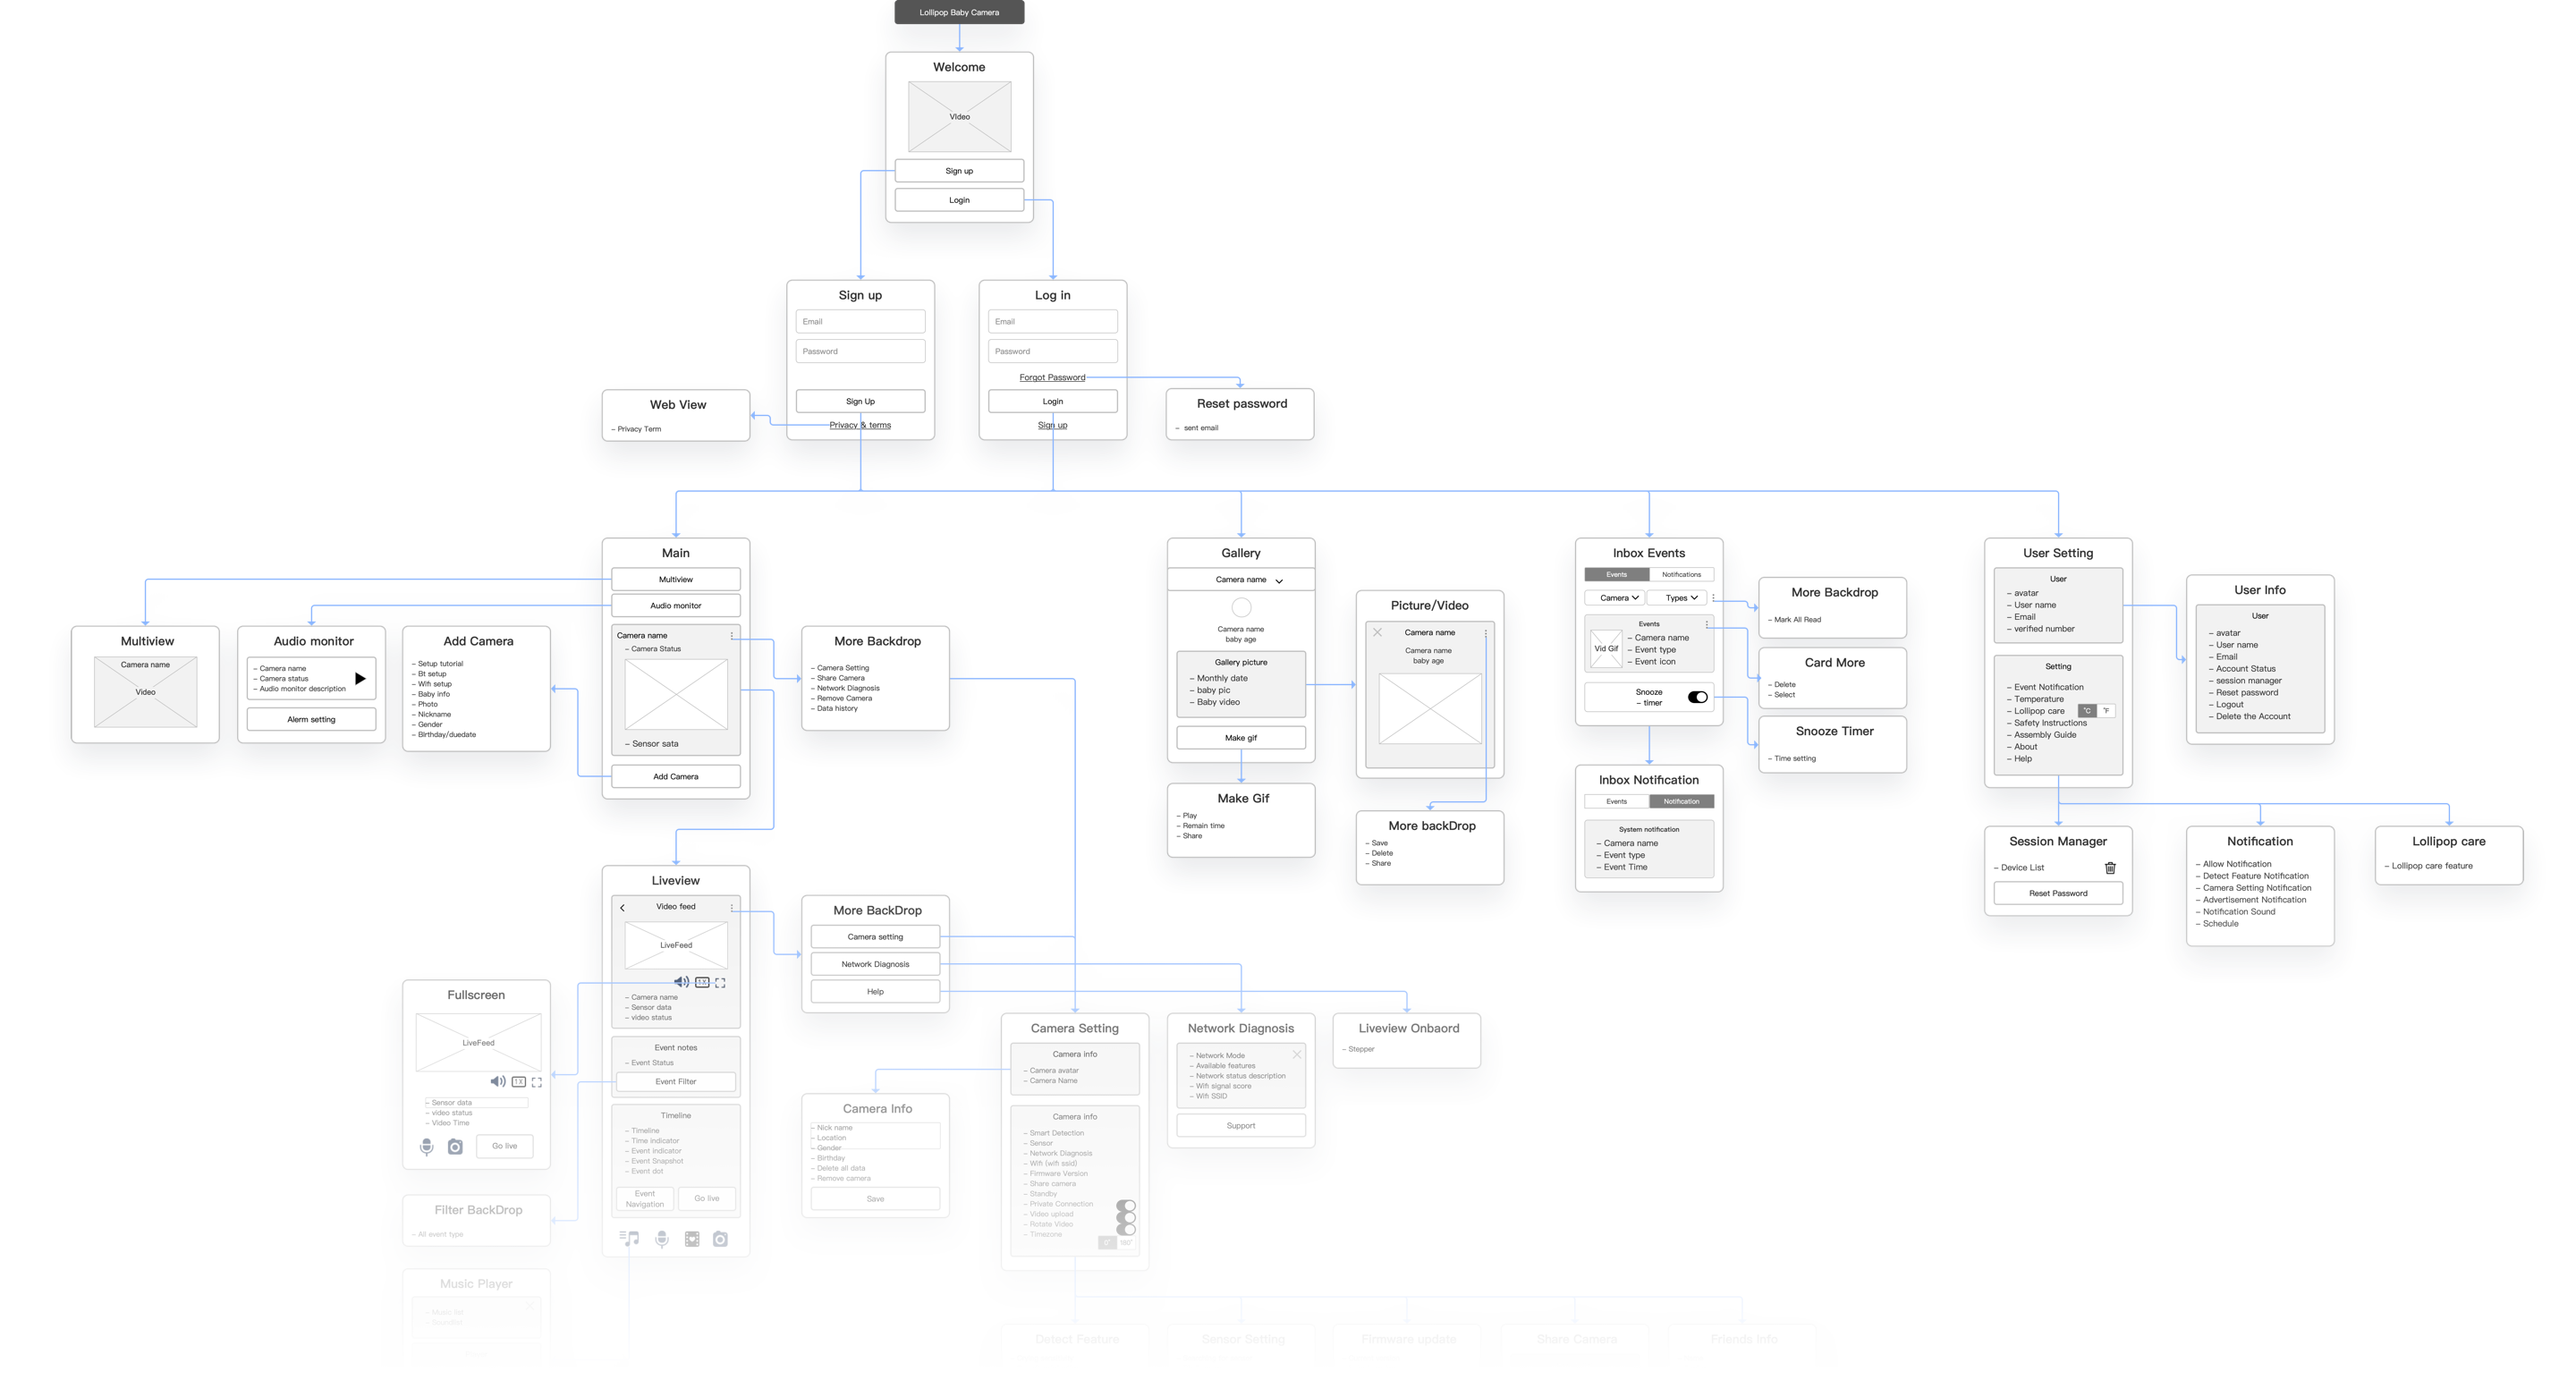 Lollipop Baby Camera
Welcome
VIdeo
Sign up
Login
Sign up
Email
Password
Sign Up
Privacy & terms
Log in
Email
Password
Forgot Password
Login
Sign up
Web View
– Privacy Term
Reset password
– sent email
Main
Multiview
Audio monitor
Camera name
– Camera Status
– Sensor sata
Add Camera
Multiview
Camera name
Video
Audio monitor
– Camera name
– Camera status
– Audio monitor description
Alerm setting
Add Camera
– Setup tutorial
– Bt setup
– Wifi setup
– Baby info
– Photo
– Nickname
– Gender
– BIrthday/duedate
More Backdrop
– Camera Setting
– Share Camera
– Network Diagnosis
– Remove Camera
– Data history
Gallery
Camera name
Camera name
baby age
Gallery picture
– Monthly date
– baby pic
– Baby video
Make gif
Make Gif
– Play
– Remain time
– Share
Picture/Video
Camera name
Camera name
baby age
More backDrop
– Save
– Delete
– Share
Inbox Events
Events
Notifications
Camera
Types
Events
Vid Gif
– Camera name
– Event type
– Event icon
Snooze
– timer
More Backdrop
– Mark All Read
Card More
– Delete
– Select
Snooze Timer
– Time setting
Inbox Notification
Events
Notification
System notification
– Camera name
– Event type
– Event Time
User Setting
User
– avatar
– User name
– Email
– verified number
Setting
– Event Notification
– Temperature
– Lollipop care
°C
°F
– Safety Instructions
– Assembly Guide
– About
– Help
User Info
User
– avatar
– User name
– Email
– Account Status
– session manager
– Reset password
– Logout
– Delete the Account
Session Manager
– Device List
Reset Password
Notification
– Allow Notification
– Detect Feature Notification
– Camera Setting Notification
– Advertisement Notification
– Notification Sound
– Schedule
Lollipop care
– Lollipop care feature
Liveview
Video feed
LiveFeed
1X
– Camera name
– Sensor data
– video status
Event notes
– Event Status
Event Filter
Timeline
– Timeline
– Time indicator
– Event Indicator
– Event Snapshot
– Event dot
Event
Navigation
Go live
More BackDrop
Camera setting
Network Diagnosis
Help
Fullscreen
LiveFeed
1X
– Sensor data
– video status
– Video Time
Go live
Filter BackDrop
– All event type
Music Player
Camera Info
– Nick name
– Location
– Gender
– Birthday
– Delete all data
– Remove camera
Save
Camera Setting
Camera info
– Camera avatar
– Camera Name
Camera info
– Smart Detection
– Sensor
– Network Diagnosis
– Wifi (wifi ssid)
– Firmware Version
– Share camera
– Standby
– Private Connection
– Video upload
– Rotate Video
– Timezone
0°
180°
Network Diagnosis
– Network Mode
– Available features
– Network status description
– Wifi signal score
– Wifi SSID
Support
Liveview Onbaord
– Stepper
Detect Feature
Sensor Setting
Firmware update
Share Camera
Friends Info